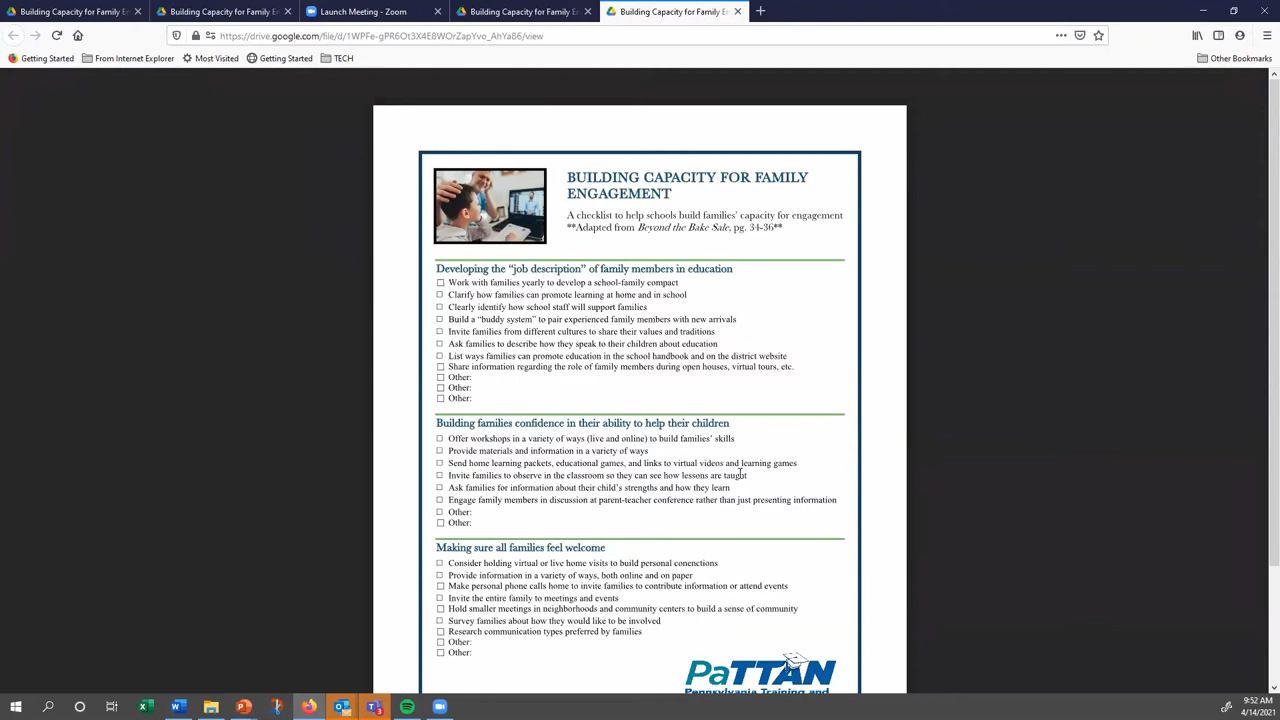 Building Capacity for Family E
Building Capacity for Family E
Launch Meeting - Zoom
Building Capacity for Family E
Building Capacity for Family E
https://drive.google.com/file/d/1WPFe-gPR6Ot3X4E8WOrZapYvo_AhYa86/view
Getting Started
From Internet Explorer
Most Visited
Getting Started
TECH
Other Bookmarks
BUILDING CAPACITY FOR FAMILY
ENGAGEMENT
A checklist to help schools build families' capacity for engagement
**Adapted from Beyond the Bake Sale, pg. 34-36**
Developing the “job description” of family members in education
Work with families yearly to develop a school-family compact
Clarify how families can promote learning at home and in school
Clearly identify how school staff will support families
Build a “buddy system” to pair experienced family members with new arrivals
Invite families from different cultures to share their values and traditions
Ask families to describe how they speak to their children about education
List ways families can promote education in the school handbook and on the district website
Share information regarding the role of family members during open houses, virtual tours, etc.
Other:
Other:
Other:
Building families confidence in their ability to help their children
Offer workshops in a variety of ways (live and online) to build families' skills
Provide materials and information in a variety of ways
Send home learning packets, educational games, and links to virtual videos and learning games
Invite families to observe in the classroom so they can see how lessons are taught
Ask families for information about their child's strengths and how they learn
Engage family members in discussion at parent-teacher conference rather than just presenting information
Other:
Other:
Making sure all families feel welcome
Consider holding virtual or live home visits to build personal conenctions
Provide information in a variety of ways, both online and on paper
Make personal phone calls home to invite families to contribute information or attend events
Invite the entire family to meetings and events
Hold smaller meetings in neighborhoods and community centers to build a sense of community
Survey families about how they would like to be involved
Research communication types preferred by families
Other:
Other:
PaTTAN
Pennsylvania Training and
9:52 AM
4/14/2021